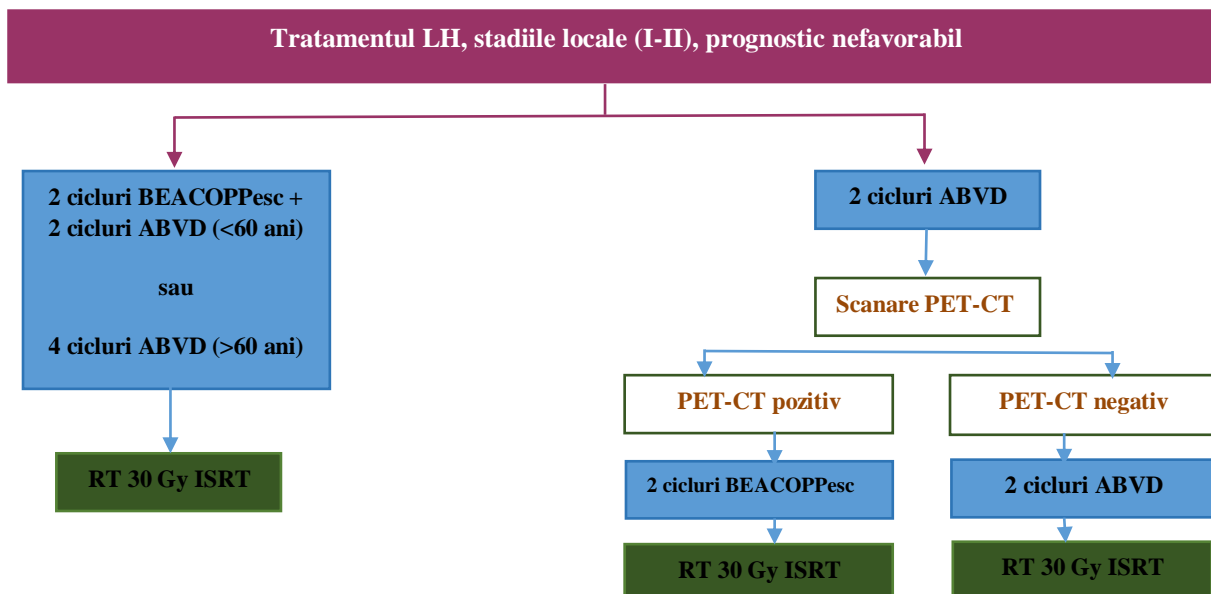 Tratamentul LH, stadiile locale (I-II), prognostic nefavorabil
2 cicluri BEACOPPesc +
2 cicluri ABVD (<60 ani)
sau
4 cicluri ABVD (>60 ani)
RT 30 Gy ISRT
2 cicluri ABVD
Scanare PET-CT
PET-CT pozitiv
PET-CT negativ
2 cicluri BEACOPPesc
2 cicluri ABVD
RT 30 Gy ISRT
RT 30 Gy ISRT